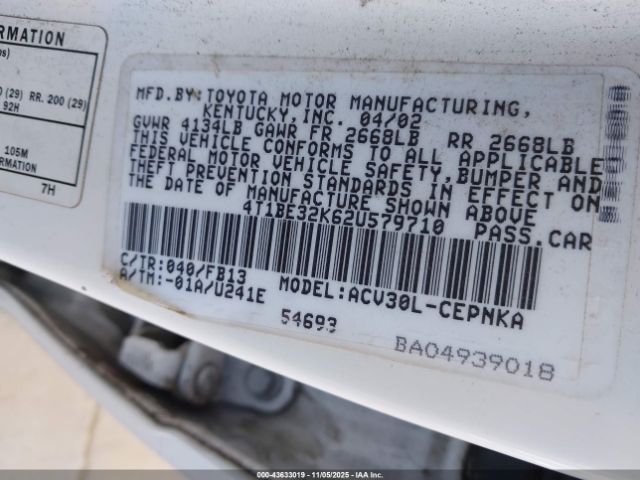 ORMATION
RR. 200 (29)
92H
105M
ORMATION
7H
MFD.BY:TOYOTA MOTOR MANUFACTURING,
KENTUCKY,INC. 04/02
GVWR 4134LB GAWR FR 2668LB RR 2668LB
THIS VEHICLE CONFORMS TO ALL APPLICABLE
FEDERAL MOTOR VEHICLE SAFETY,BUMPER AND
THEFT PREVENTION STANDARDS IN EFFECT ON
THE DATE OF MANUFACTURE SHOWN ABOVE
4T1BE32K62U579710 PASS.CAR
C/TR:040/FB13 MODEL:ACV30L-CEPNKA
A/TM:-01A/U241E
54693
BA04939018
000-43633019 - 11/05/2025 - IAA Inc.